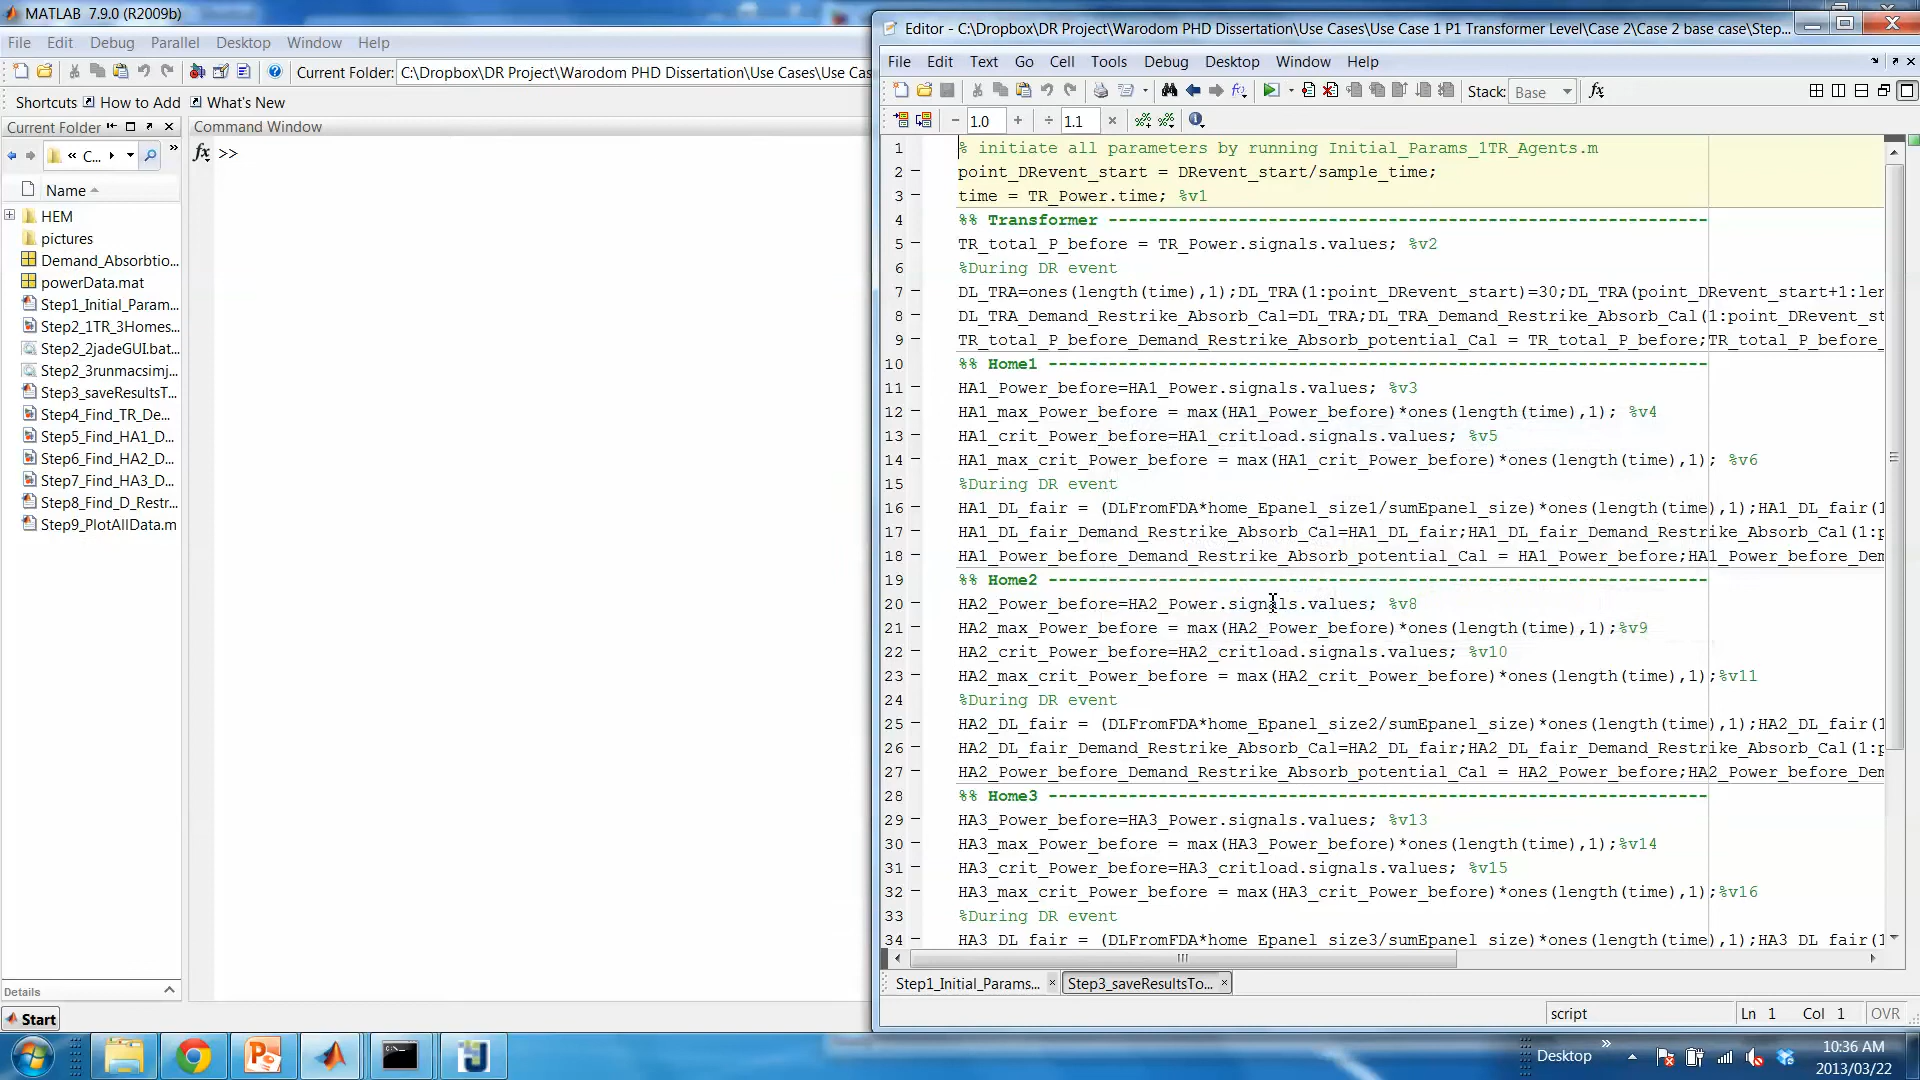 MATLAB 7.9.0 (R2009b)
File Edit Debug Parallel Desktop Window Help
Current Folder: C:\Dropbox\DR Project\Warodom PHD Dissertation\Use Cases\Use Cas
Shortcuts How to Add What's New
Current Folder
« C...
Name
HEM
pictures
Demand_Absorbtio...
powerData.mat
Step1_Initial_Param...
Step2_1TR_3Homes...
Step2_2jadeGUI.bat...
Step2_3runmacsimj...
Step3_saveResultsT...
Step4_Find_TR_De...
Step5_Find_HA1_D...
Step6_Find_HA2_D...
Step7_Find_HA3_D...
Step8_Find_D_Restr...
Step9_PlotAllData.m
Details
Start
Command Window
fx >>
Editor - C:\Dropbox\DR Project\Warodom PHD Dissertation\Use Cases\Use Case 1 P1 Transformer Level\Case 2\Case 2 base case\Step...
File Edit Text Go Cell Tools Debug Desktop Window Help
Stack: Base fx
− 1.0 + ÷ 1.1 ×
1 % initiate all parameters by running Initial_Params_1TR_Agents.m
2 − point_DRevent_start = DRevent_start/sample_time;
3 − time = TR_Power.time; %v1
4 %% Transformer ------------------------------------------------------------
5 − TR_total_P_before = TR_Power.signals.values; %v2
6 %During DR event
7 − DL_TRA=ones(length(time),1);DL_TRA(1:point_DRevent_start)=30;DL_TRA(point_DRevent_start+1:len
8 − DL_TRA_Demand_Restrike_Absorb_Cal=DL_TRA;DL_TRA_Demand_Restrike_Absorb_Cal(1:point_DRevent_st
9 − TR_total_P_before_Demand_Restrike_Absorb_potential_Cal = TR_total_P_before;TR_total_P_before_
10 %% Home1 ------------------------------------------------------------------
11 − HA1_Power_before=HA1_Power.signals.values; %v3
12 − HA1_max_Power_before = max(HA1_Power_before)*ones(length(time),1); %v4
13 − HA1_crit_Power_before=HA1_critload.signals.values; %v5
14 − HA1_max_crit_Power_before = max(HA1_crit_Power_before)*ones(length(time),1); %v6
15 %During DR event
16 − HA1_DL_fair = (DLFromFDA*home_Epanel_size1/sumEpanel_size)*ones(length(time),1);HA1_DL_fair(1
17 − HA1_DL_fair_Demand_Restrike_Absorb_Cal=HA1_DL_fair;HA1_DL_fair_Demand_Restrike_Absorb_Cal(1:p
18 − HA1_Power_before_Demand_Restrike_Absorb_potential_Cal = HA1_Power_before;HA1_Power_before_Dem
19 %% Home2 ------------------------------------------------------------------
20 − HA2_Power_before=HA2_Power.signals.values; %v8
21 − HA2_max_Power_before = max(HA2_Power_before)*ones(length(time),1);%v9
22 − HA2_crit_Power_before=HA2_critload.signals.values; %v10
23 − HA2_max_crit_Power_before = max(HA2_crit_Power_before)*ones(length(time),1);%v11
24 %During DR event
25 − HA2_DL_fair = (DLFromFDA*home_Epanel_size2/sumEpanel_size)*ones(length(time),1);HA2_DL_fair(1
26 − HA2_DL_fair_Demand_Restrike_Absorb_Cal=HA2_DL_fair;HA2_DL_fair_Demand_Restrike_Absorb_Cal(1:p
27 − HA2_Power_before_Demand_Restrike_Absorb_potential_Cal = HA2_Power_before;HA2_Power_before_Dem
28 %% Home3 ------------------------------------------------------------------
29 − HA3_Power_before=HA3_Power.signals.values; %v13
30 − HA3_max_Power_before = max(HA3_Power_before)*ones(length(time),1);%v14
31 − HA3_crit_Power_before=HA3_critload.signals.values; %v15
32 − HA3_max_crit_Power_before = max(HA3_crit_Power_before)*ones(length(time),1);%v16
33 %During DR event
34 − HA3_DL_fair = (DLFromFDA*home_Epanel_size3/sumEpanel_size)*ones(length(time),1);HA3_DL_fair(1
Step1_Initial_Params... × Step3_saveResultsTo... ×
script Ln 1 Col 1 OVR
Desktop » 10:36 AM
2013/03/22